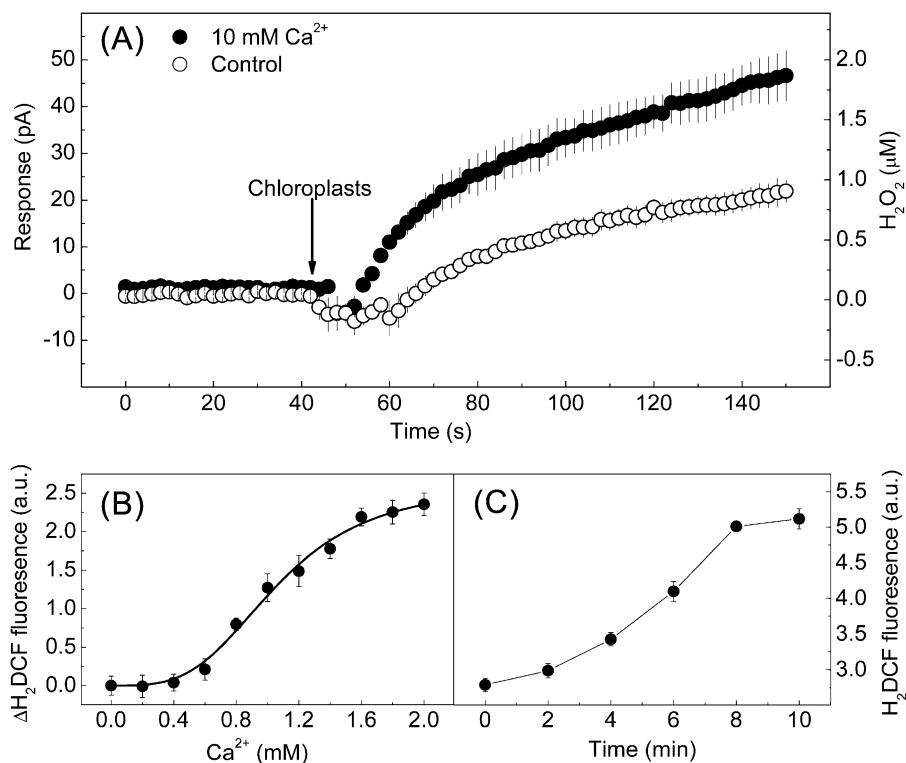 (A)
10 mM Ca²⁺
Control
Chloroplasts
Response (pA)
50
40
30
20
10
0
-10
H₂O₂ (μM)
2.0
1.5
1.0
0.5
0.0
-0.5
0 20 40 60 80 100 120 140
Time (s)
(B)
ΔH₂DCF fluoresence (a.u.)
2.5
2.0
1.5
1.0
0.5
0.0
0.0 0.4 0.8 1.2 1.6 2.0
Ca²⁺ (mM)
(C)
H₂DCF fluoresence (a.u.)
5.5
5.0
4.5
4.0
3.5
3.0
0 2 4 6 8 10
Time (min)